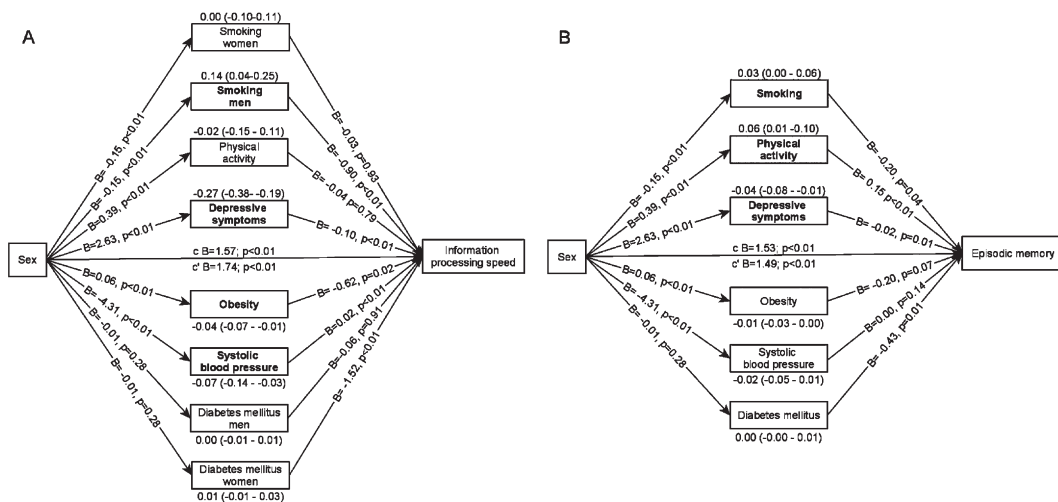 A
0.00 (-0.10-0.11)
Smoking
women
0.14 (0.04-0.25)
Smoking
men
-0.02 (-0.15 - 0.11)
Physical
activity
-0.27 (-0.38- -0.19)
Depressive
symptoms
B= -0.15, p<0.01
B= -0.15, p<0.01
B=0.39, p<0.01
B=2.63, p<0.01
B= -0.03, p=0.93
B= -0.90, p<0.01
B= -0.04 p=0.79
B= -0.10, p<0.01
Sex
c B=1.57; p<0.01
c' B=1.74; p<0.01
Information
processing speed
B=0.06, p<0.01
B= -4.31, p<0.01
B= -0.01, p=0.28
B= -0.01, p=0.28
B= -0.62, p=0.02
B=0.02, p<0.01
B= -0.06, p=0.91
B= -1.52, p<0.01
Obesity
-0.04 (-0.07 - -0.01)
Systolic
blood pressure
-0.07 (-0.14 - -0.03)
Diabetes mellitus
men
0.00 (-0.01 - 0.01)
Diabetes mellitus
women
0.01 (-0.01 - 0.03)
B
0.03 (0.00 - 0.06)
Smoking
0.06 (0.01 -0.10)
Physical
activity
-0.04 (-0.08 - -0.01)
Depressive
symptoms
B= -0.15, p<0.01
B=0.39, p<0.01
B=2.63, p<0.01
B= -0.20, p=0.04
B= 0.15, p<0.01
B= -0.02, p=0.01
Sex
c B=1.53; p<0.01
c' B=1.49; p<0.01
Episodic memory
B=0.06, p<0.01
B= -4.31, p<0.01
B= -0.01, p=0.28
B= -0.20, p=0.07
B=0.00, p=0.14
B= -0.43, p=0.01
Obesity
-0.01 (-0.03 - 0.00)
Systolic
blood pressure
-0.02 (-0.05 - 0.01)
Diabetes mellitus
0.00 (-0.00 - 0.01)